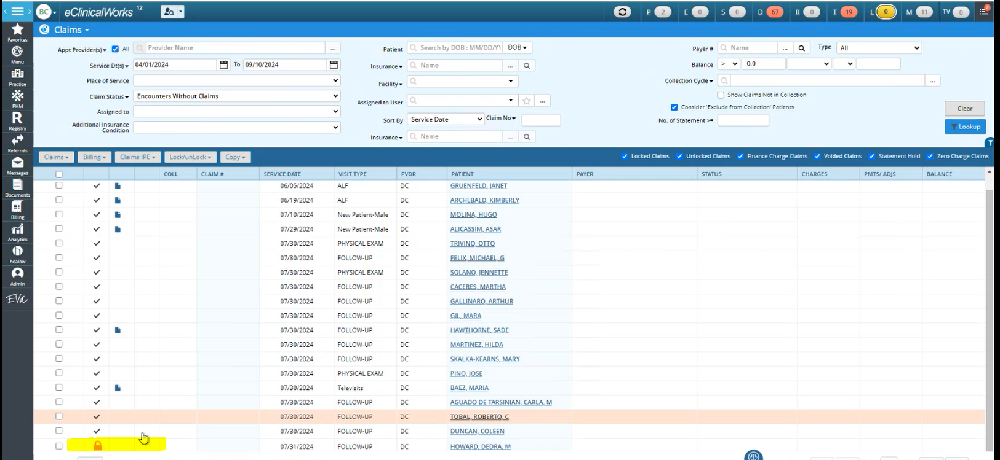 BC eClinicalWorks 12 P 2 E 0 S 0 D 67 R 0 T 19 L 0 M 11 TV 0 2
Claims
Favorites
Menu
Practice
PHM
Registry
Referrals
Messages
Documents
Billing
Analytics
healow
Admin
EVA
Appt Provider(s) All Provider Name ... Patient Search by DOB : MM/DD/Y DOB Payer # Name ... Type All
Service Dt(s) 04/01/2024 To 09/10/2024 Insurance Name ... Balance > 0.0
Place of Service Facility Collection Cycle ...
Claim Status Encounters Without Claims Assigned to User ... Show Claims Not in Collection
Assigned to Sort By Service Date Claim No Consider 'Exclude from Collection' Patients Clear
Additional Insurance Condition Insurance Name ... No. of Statement >= Lookup
Claims Billing Claims IPE Lock/unLock Copy Locked Claims Unlocked Claims Finance Charge Claims Voided Claims Statement Hold Zero Charge Claims
COLL CLAIM # SERVICE DATE VISIT TYPE PVDR PATIENT PAYER STATUS CHARGES PMTS/ ADJS BALANCE
06/05/2024 ALF DC GRUENFELD, JANET
06/19/2024 ALF DC ARCHLBALD, KIMBERLY
07/10/2024 New Patient-Male DC MOLINA, HUGO
07/29/2024 New Patient-Male DC ALICASSIM, ASAR
07/30/2024 PHYSICAL EXAM DC TRIVINO, OTTO
07/30/2024 FOLLOW-UP DC FELIX, MICHAEL, G
07/30/2024 PHYSICAL EXAM DC SOLANO, JENNETTE
07/30/2024 FOLLOW-UP DC CACERES, MARTHA
07/30/2024 FOLLOW-UP DC GALLINARO, ARTHUR
07/30/2024 FOLLOW-UP DC GIL, MARA
07/30/2024 FOLLOW-UP DC HAWTHORNE, SADE
07/30/2024 FOLLOW-UP DC MARTINEZ, HILDA
07/30/2024 FOLLOW-UP DC SKALKA-KEARNS, MARY
07/30/2024 PHYSICAL EXAM DC PINO, JOSE
07/30/2024 Televisits DC BAEZ, MARIA
07/30/2024 FOLLOW-UP DC AGUADO DE TARSINIAN, CARLA, M
07/30/2024 FOLLOW-UP DC TOBAL, ROBERTO, C
07/30/2024 FOLLOW-UP DC DUNCAN, COLEEN
07/31/2024 FOLLOW-UP DC HOWARD, DEDRA, M